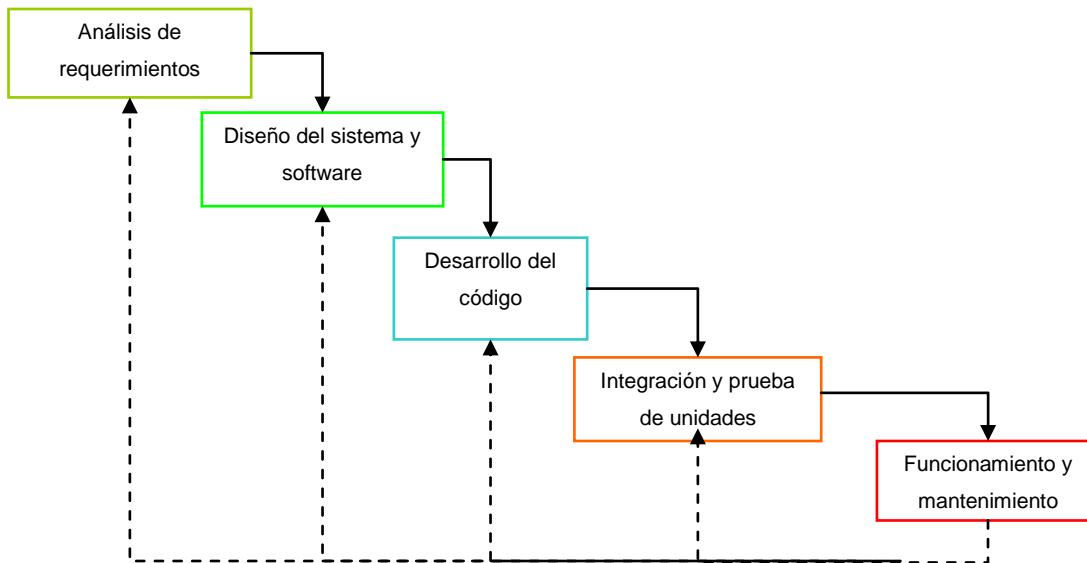 Análisis de
requerimientos
Diseño del sistema y
software
Desarrollo del
código
Integración y prueba
de unidades
Funcionamiento y
mantenimiento